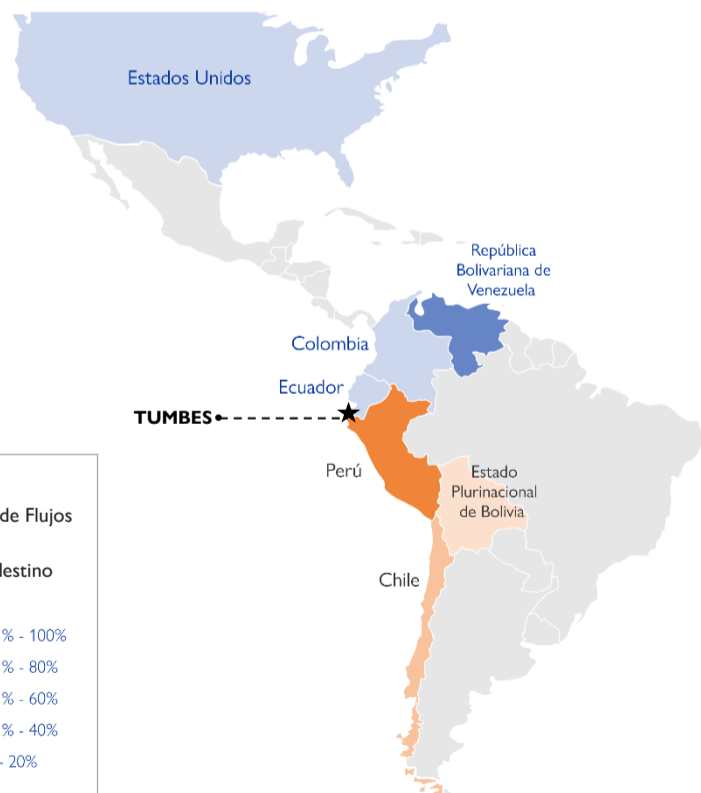 Estados Unidos
República
Bolivariana de
Venezuela
Colombia
Ecuador
TUMBES
Perú
Estado
Plurinacional
de Bolivia
Chile
de Flujos
% - 100%
% - 80%
% - 60%
% - 40%
- 20%